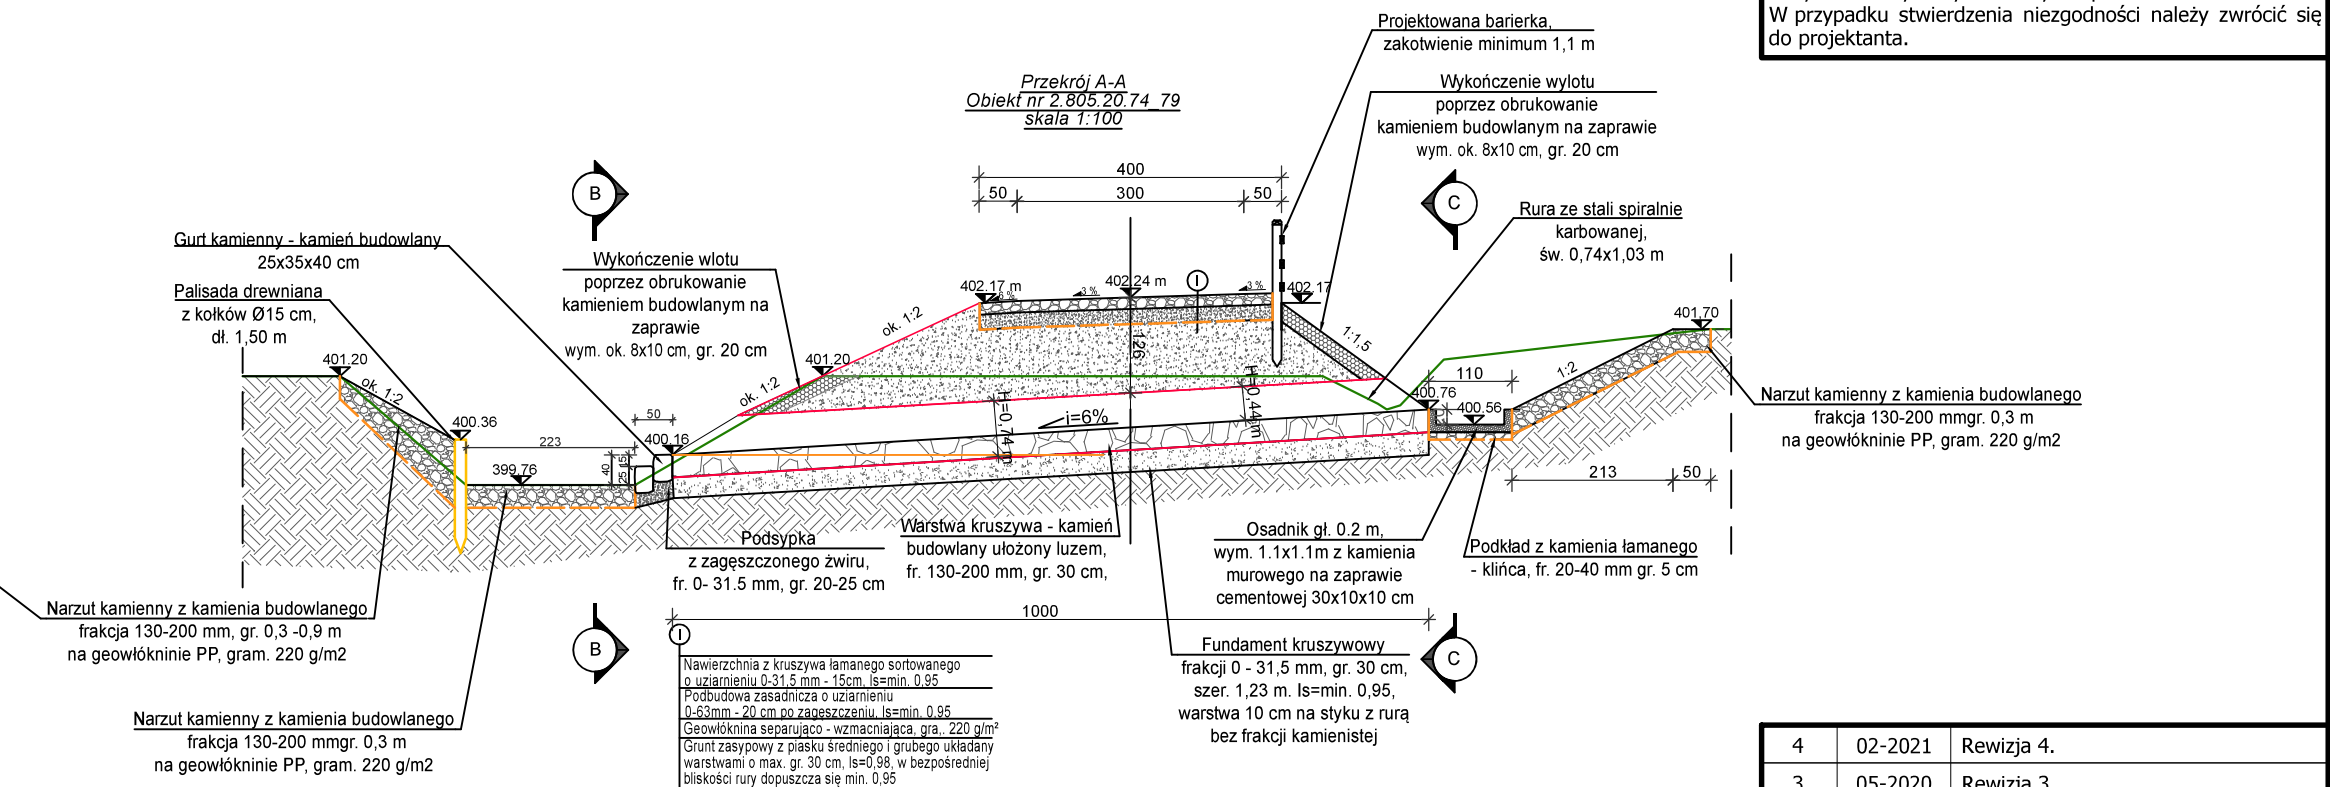 W przypadku stwierdzenia niezgodności należy zwrócić się
do projektanta.
Przekrój A-A
Obiekt nr 2.805.20.74_79
skala 1:100
Projektowana barierka,
zakotwienie minimum 1,1 m
Wykończenie wylotu
poprzez obrukowanie
kamieniem budowlanym na zaprawie
wym. ok. 8x10 cm, gr. 20 cm
Rura ze stali spiralnie
karbowanej,
św. 0,74x1,03 m
B
C
400
50
300
50
Gurt kamienny - kamień budowlany
25x35x40 cm
Palisada drewniana
z kołków Ø15 cm,
dł. 1,50 m
Wykończenie wlotu
poprzez obrukowanie
kamieniem budowlanym na
zaprawie
wym. ok. 8x10 cm, gr. 20 cm
402.17 m
6 %
3 %
402.24 m
I
3 %
402.17
ok. 1:2
1:1,5
126
401.20
ok. 1:2
401.20
ok. 1:2
401.70
1:2
110
400.76
400.56
H=0,44m
H=0,74 m
i=6%
400.36
50
223
400.16
40
25
15
399.76
213
50
Narzut kamienny z kamienia budowlanego
frakcja 130-200 mmgr. 0,3 m
na geowłókninie PP, gram. 220 g/m2
Podsypka
z zagęszczonego żwiru,
fr. 0- 31.5 mm, gr. 20-25 cm
Warstwa kruszywa - kamień
budowlany ułożony luzem,
fr. 130-200 mm, gr. 30 cm,
Osadnik gł. 0.2 m,
wym. 1.1x1.1m z kamienia
murowego na zaprawie
cementowej 30x10x10 cm
Podkład z kamienia łamanego
- klińca, fr. 20-40 mm gr. 5 cm
Narzut kamienny z kamienia budowlanego
frakcja 130-200 mm, gr. 0,3 -0,9 m
na geowłókninie PP, gram. 220 g/m2
1000
B
C
I
Fundament kruszywowy
frakcji 0 - 31,5 mm, gr. 30 cm,
szer. 1,23 m. Is=min. 0,95,
warstwa 10 cm na styku z rurą
bez frakcji kamienistej
Narzut kamienny z kamienia budowlanego
frakcja 130-200 mmgr. 0,3 m
na geowłókninie PP, gram. 220 g/m2
Nawierzchnia z kruszywa łamanego sortowanego
o uziarnieniu 0-31,5 mm - 15cm, Is=min. 0,95
Podbudowa zasadnicza o uziarnieniu
0-63mm - 20 cm po zagęszczeniu, Is=min. 0,95
Geowłóknina separująco - wzmacniająca, gra,. 220 g/m²
Grunt zasypowy z piasku średniego i grubego układany
warstwami o max. gr. 30 cm, Is=0,98, w bezpośredniej
bliskości rury dopuszcza się min. 0,95
4 02-2021 Rewizja 4.
3 05-2020 Rewizja 3